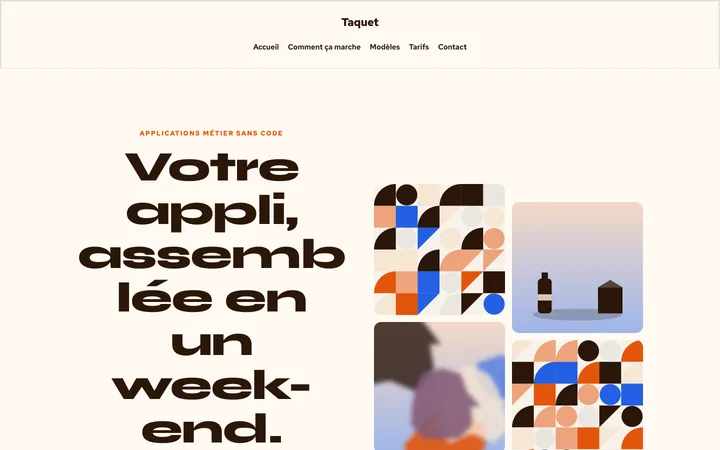 Taquet
Accueil Comment ça marche Modèles Tarifs Contact
APPLICATIONS MÉTIER SANS CODE
Votre
appli,
assemb
lée en
un
week-
end.